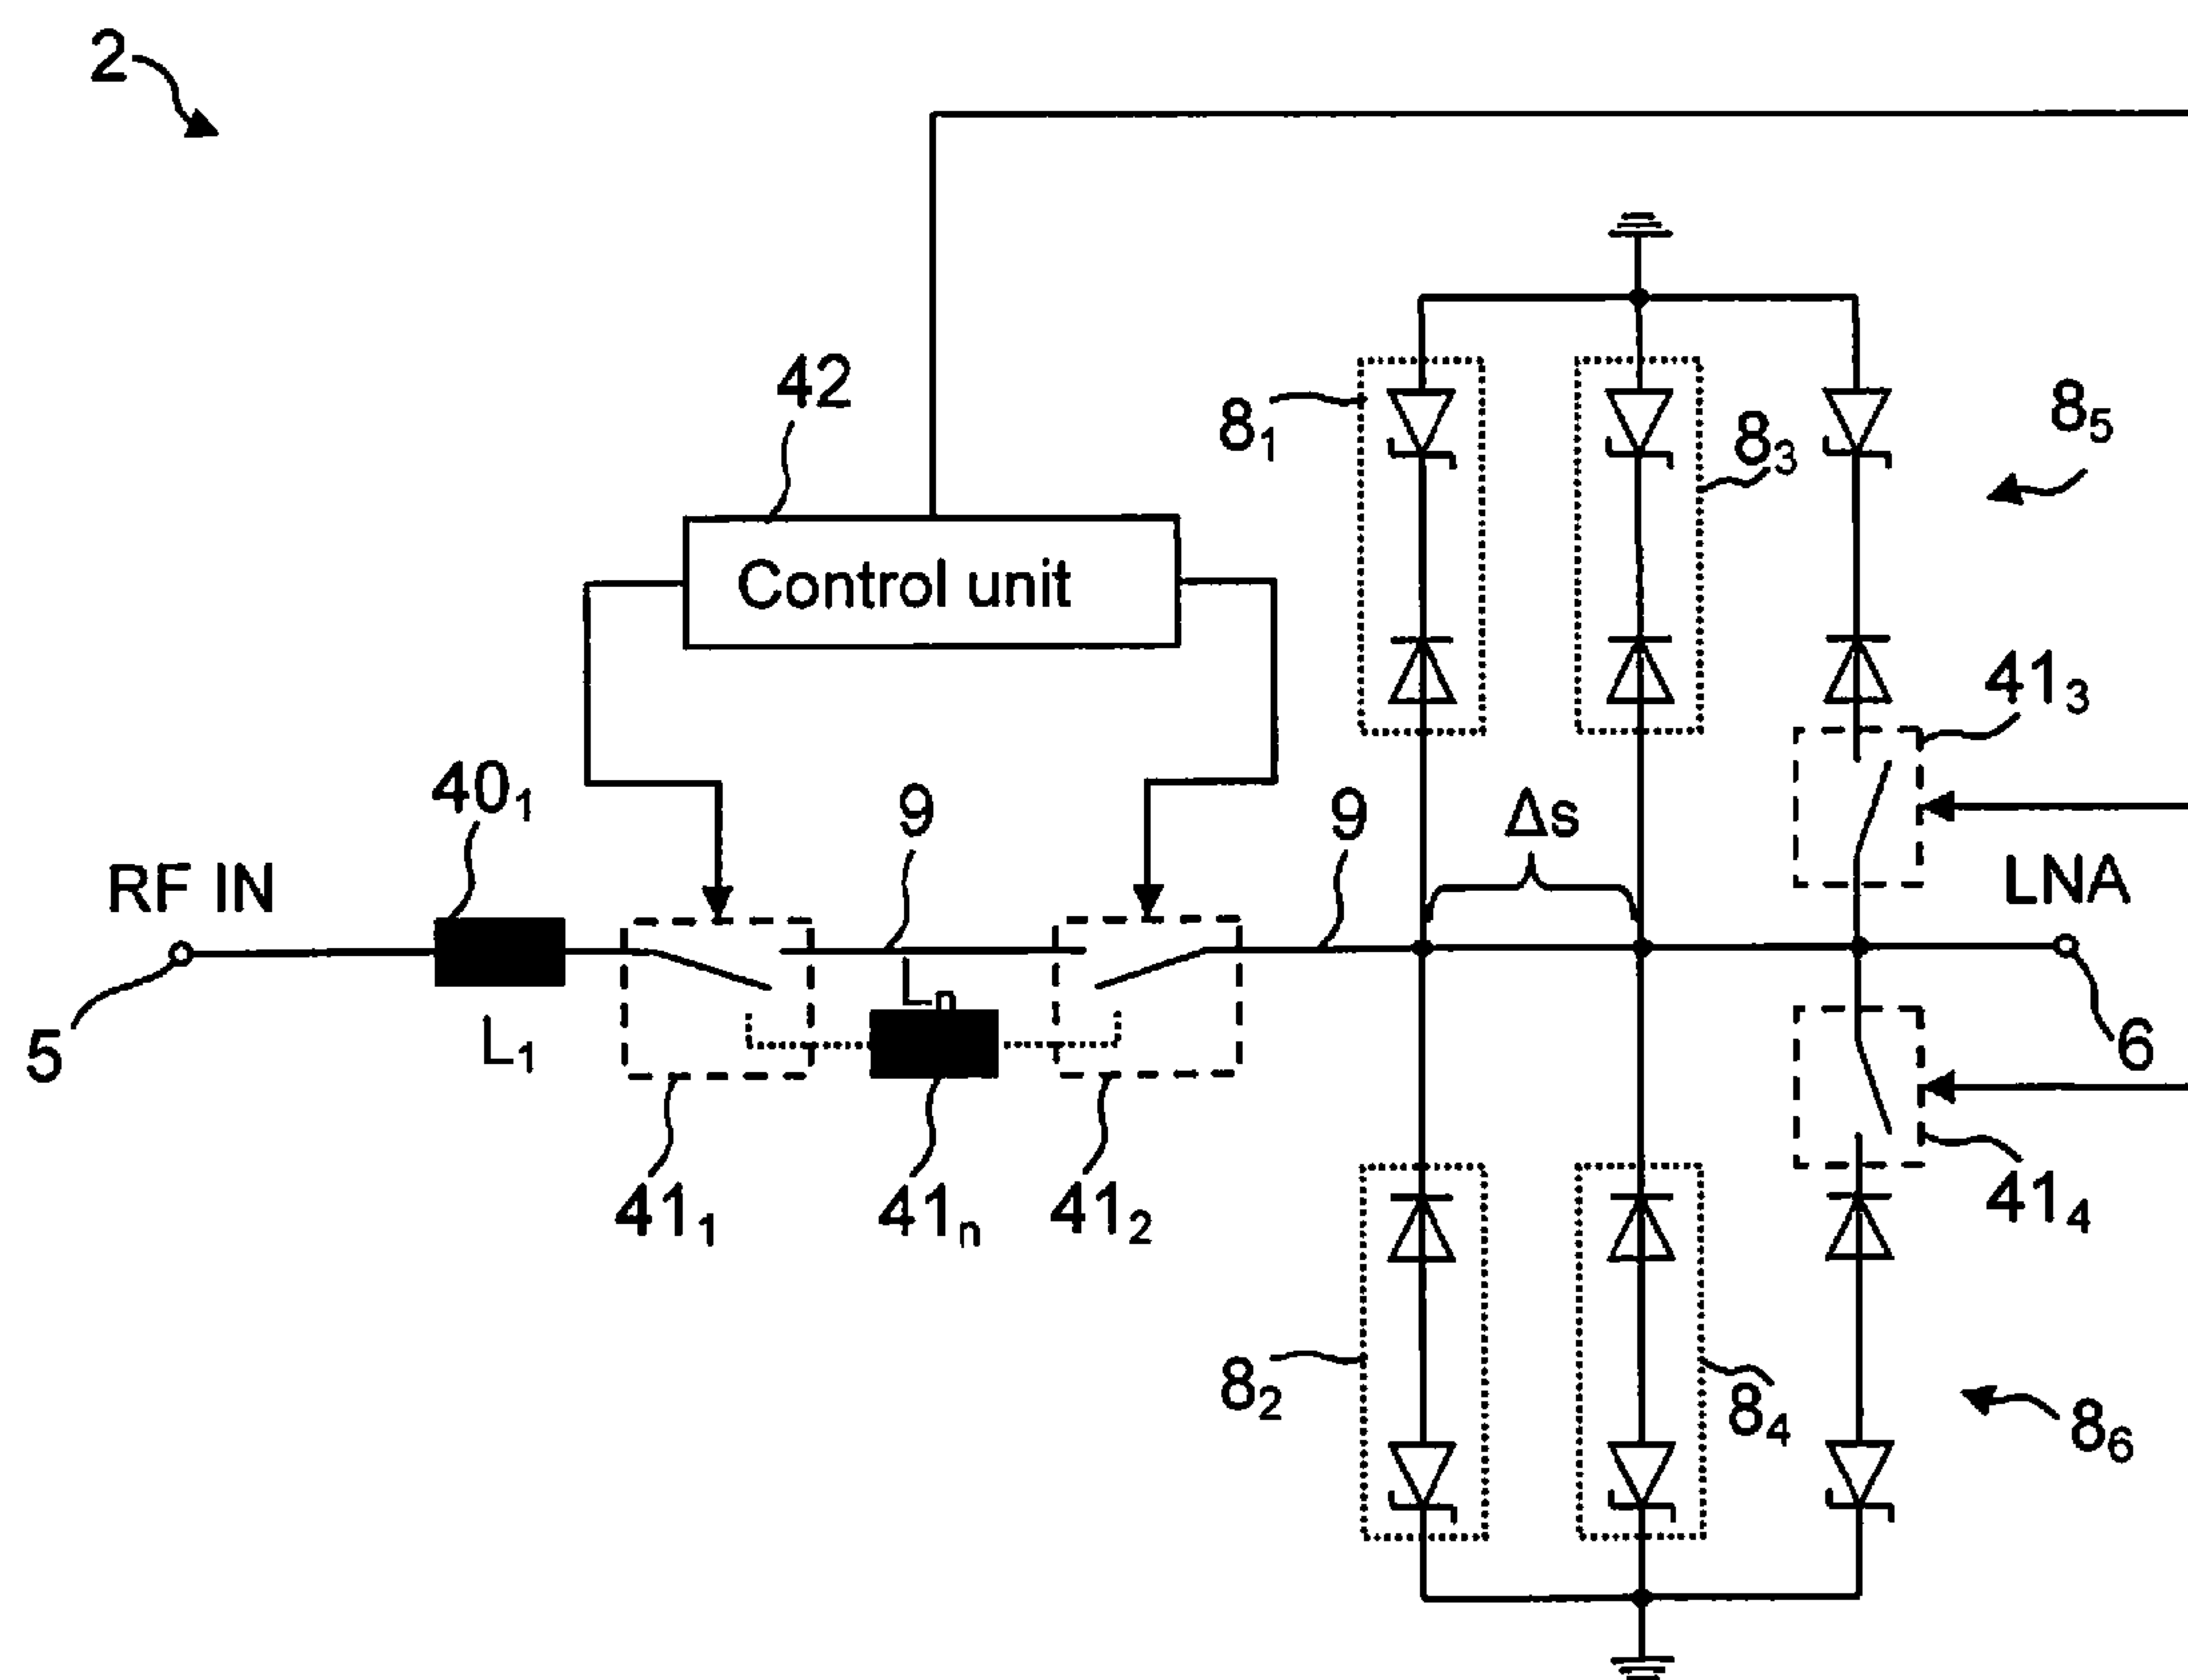 2
42
8₁
8₃
8₅
Control unit
41₃
40₁
9
9
Δs
RF IN
LNA
Lₙ
5
L₁
6
41₁
41ₙ
41₂
41₄
8₂
8₄
8₆